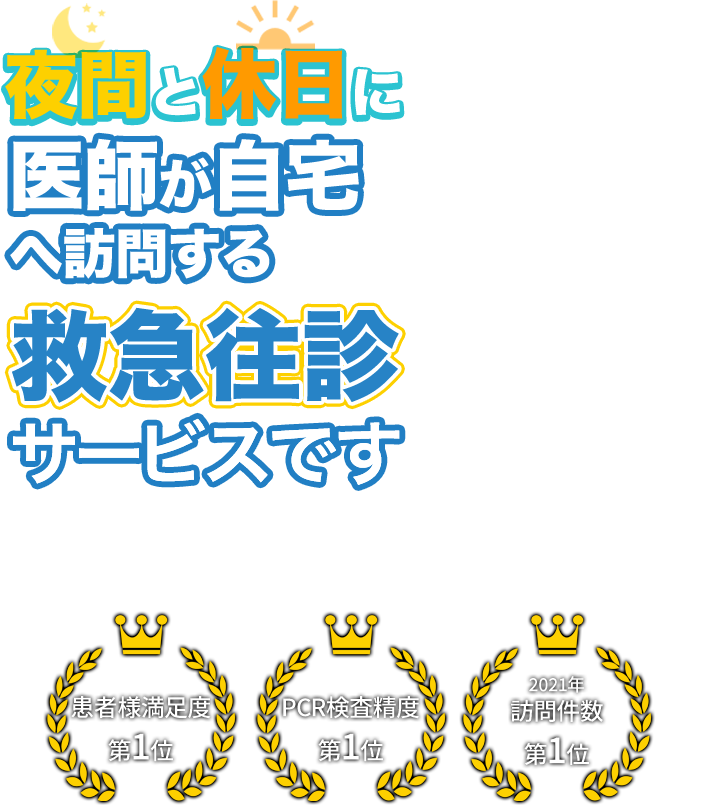 夜間と休日に
医師が自宅
へ訪問する
救急往診
サービスです
患者様満足度
第1位
PCR検査精度
第1位
2021年
訪問件数
第1位